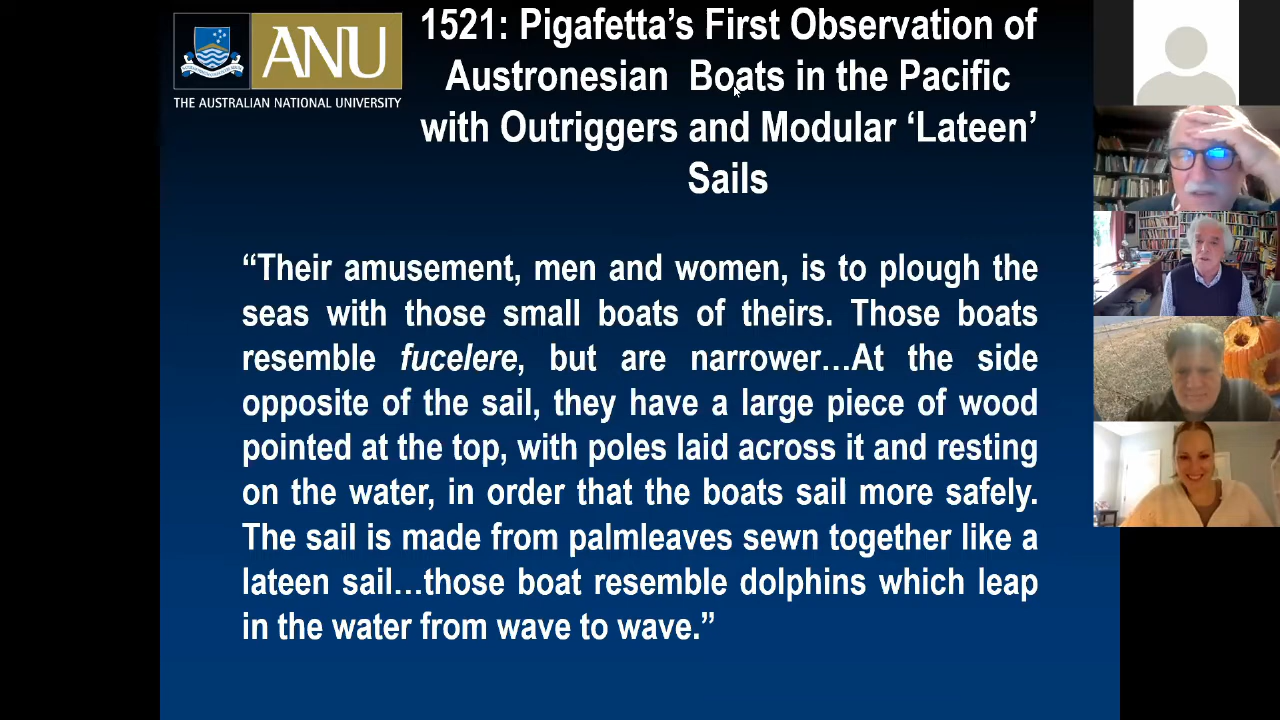 ANU
THE AUSTRALIAN NATIONAL UNIVERSITY
1521: Pigafetta’s First Observation of
Austronesian Boats in the Pacific
with Outriggers and Modular ‘Lateen’
Sails
“Their amusement, men and women, is to plough the
seas with those small boats of theirs. Those boats
resemble fucelere, but are narrower…At the side
opposite of the sail, they have a large piece of wood
pointed at the top, with poles laid across it and resting
on the water, in order that the boats sail more safely.
The sail is made from palmleaves sewn together like a
lateen sail…those boat resemble dolphins which leap
in the water from wave to wave.”